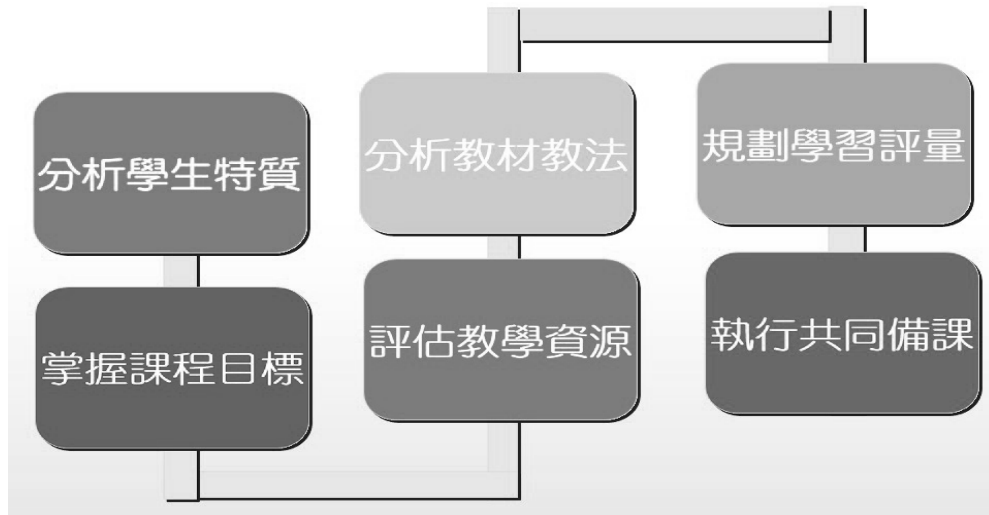 分析學生特質
掌握課程目標
評估教學資源
分析教材教法
規劃學習評量
執行共同備課